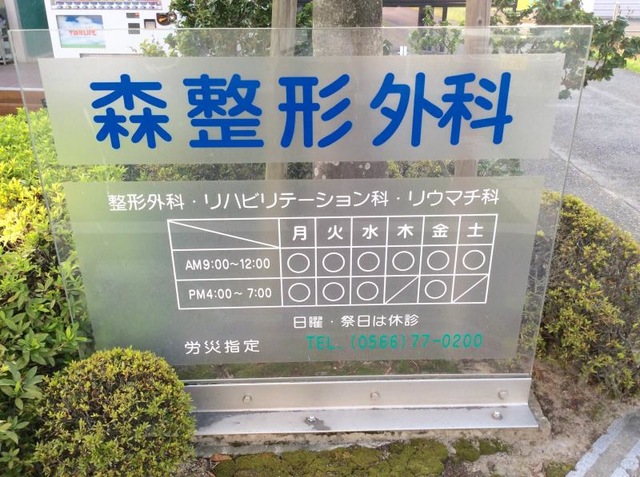 YAKULT
森整形外科
整形外科・リハビリテーション科・リウマチ科
月 火 水 木 金 土
AM9:00～12:00 ○ ○ ○ ○ ○ ○
PM4:00～7:00 ○ ○ ○ ／ ○ ／
日曜・祭日は休診
労災指定 TEL.(0566)77-0200